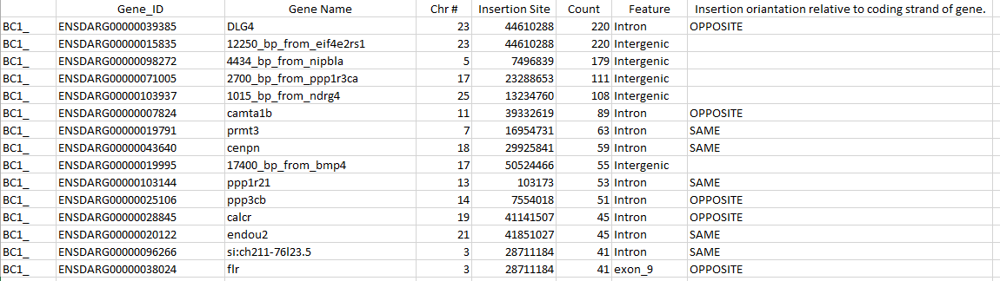 Gene_ID Gene Name Chr # Insertion Site Count Feature Insertion oriantation relative to coding strand of gene.
BC1_ ENSDARG00000039385 DLG4 23 44610288 220 Intron OPPOSITE
BC1_ ENSDARG00000015835 12250_bp_from_eif4e2rs1 23 44610288 220 Intergenic
BC1_ ENSDARG00000098272 4434_bp_from_nipbla 5 7496839 179 Intergenic
BC1_ ENSDARG00000071005 2700_bp_from_ppp1r3ca 17 23288653 111 Intergenic
BC1_ ENSDARG00000103937 1015_bp_from_ndrg4 25 13234760 108 Intergenic
BC1_ ENSDARG00000007824 camta1b 11 39332619 89 Intron OPPOSITE
BC1_ ENSDARG00000019791 prmt3 7 16954731 63 Intron SAME
BC1_ ENSDARG00000043640 cenpn 18 29925841 59 Intron SAME
BC1_ ENSDARG00000019995 17400_bp_from_bmp4 17 50524466 55 Intergenic
BC1_ ENSDARG00000103144 ppp1r21 13 103173 53 Intron SAME
BC1_ ENSDARG00000025106 ppp3cb 14 7554018 51 Intron OPPOSITE
BC1_ ENSDARG00000028845 calcr 19 41141507 45 Intron OPPOSITE
BC1_ ENSDARG00000020122 endou2 21 41851027 45 Intron SAME
BC1_ ENSDARG00000096266 si:ch211-76l23.5 3 28711184 41 Intron SAME
BC1_ ENSDARG00000038024 flr 3 28711184 41 exon_9 OPPOSITE